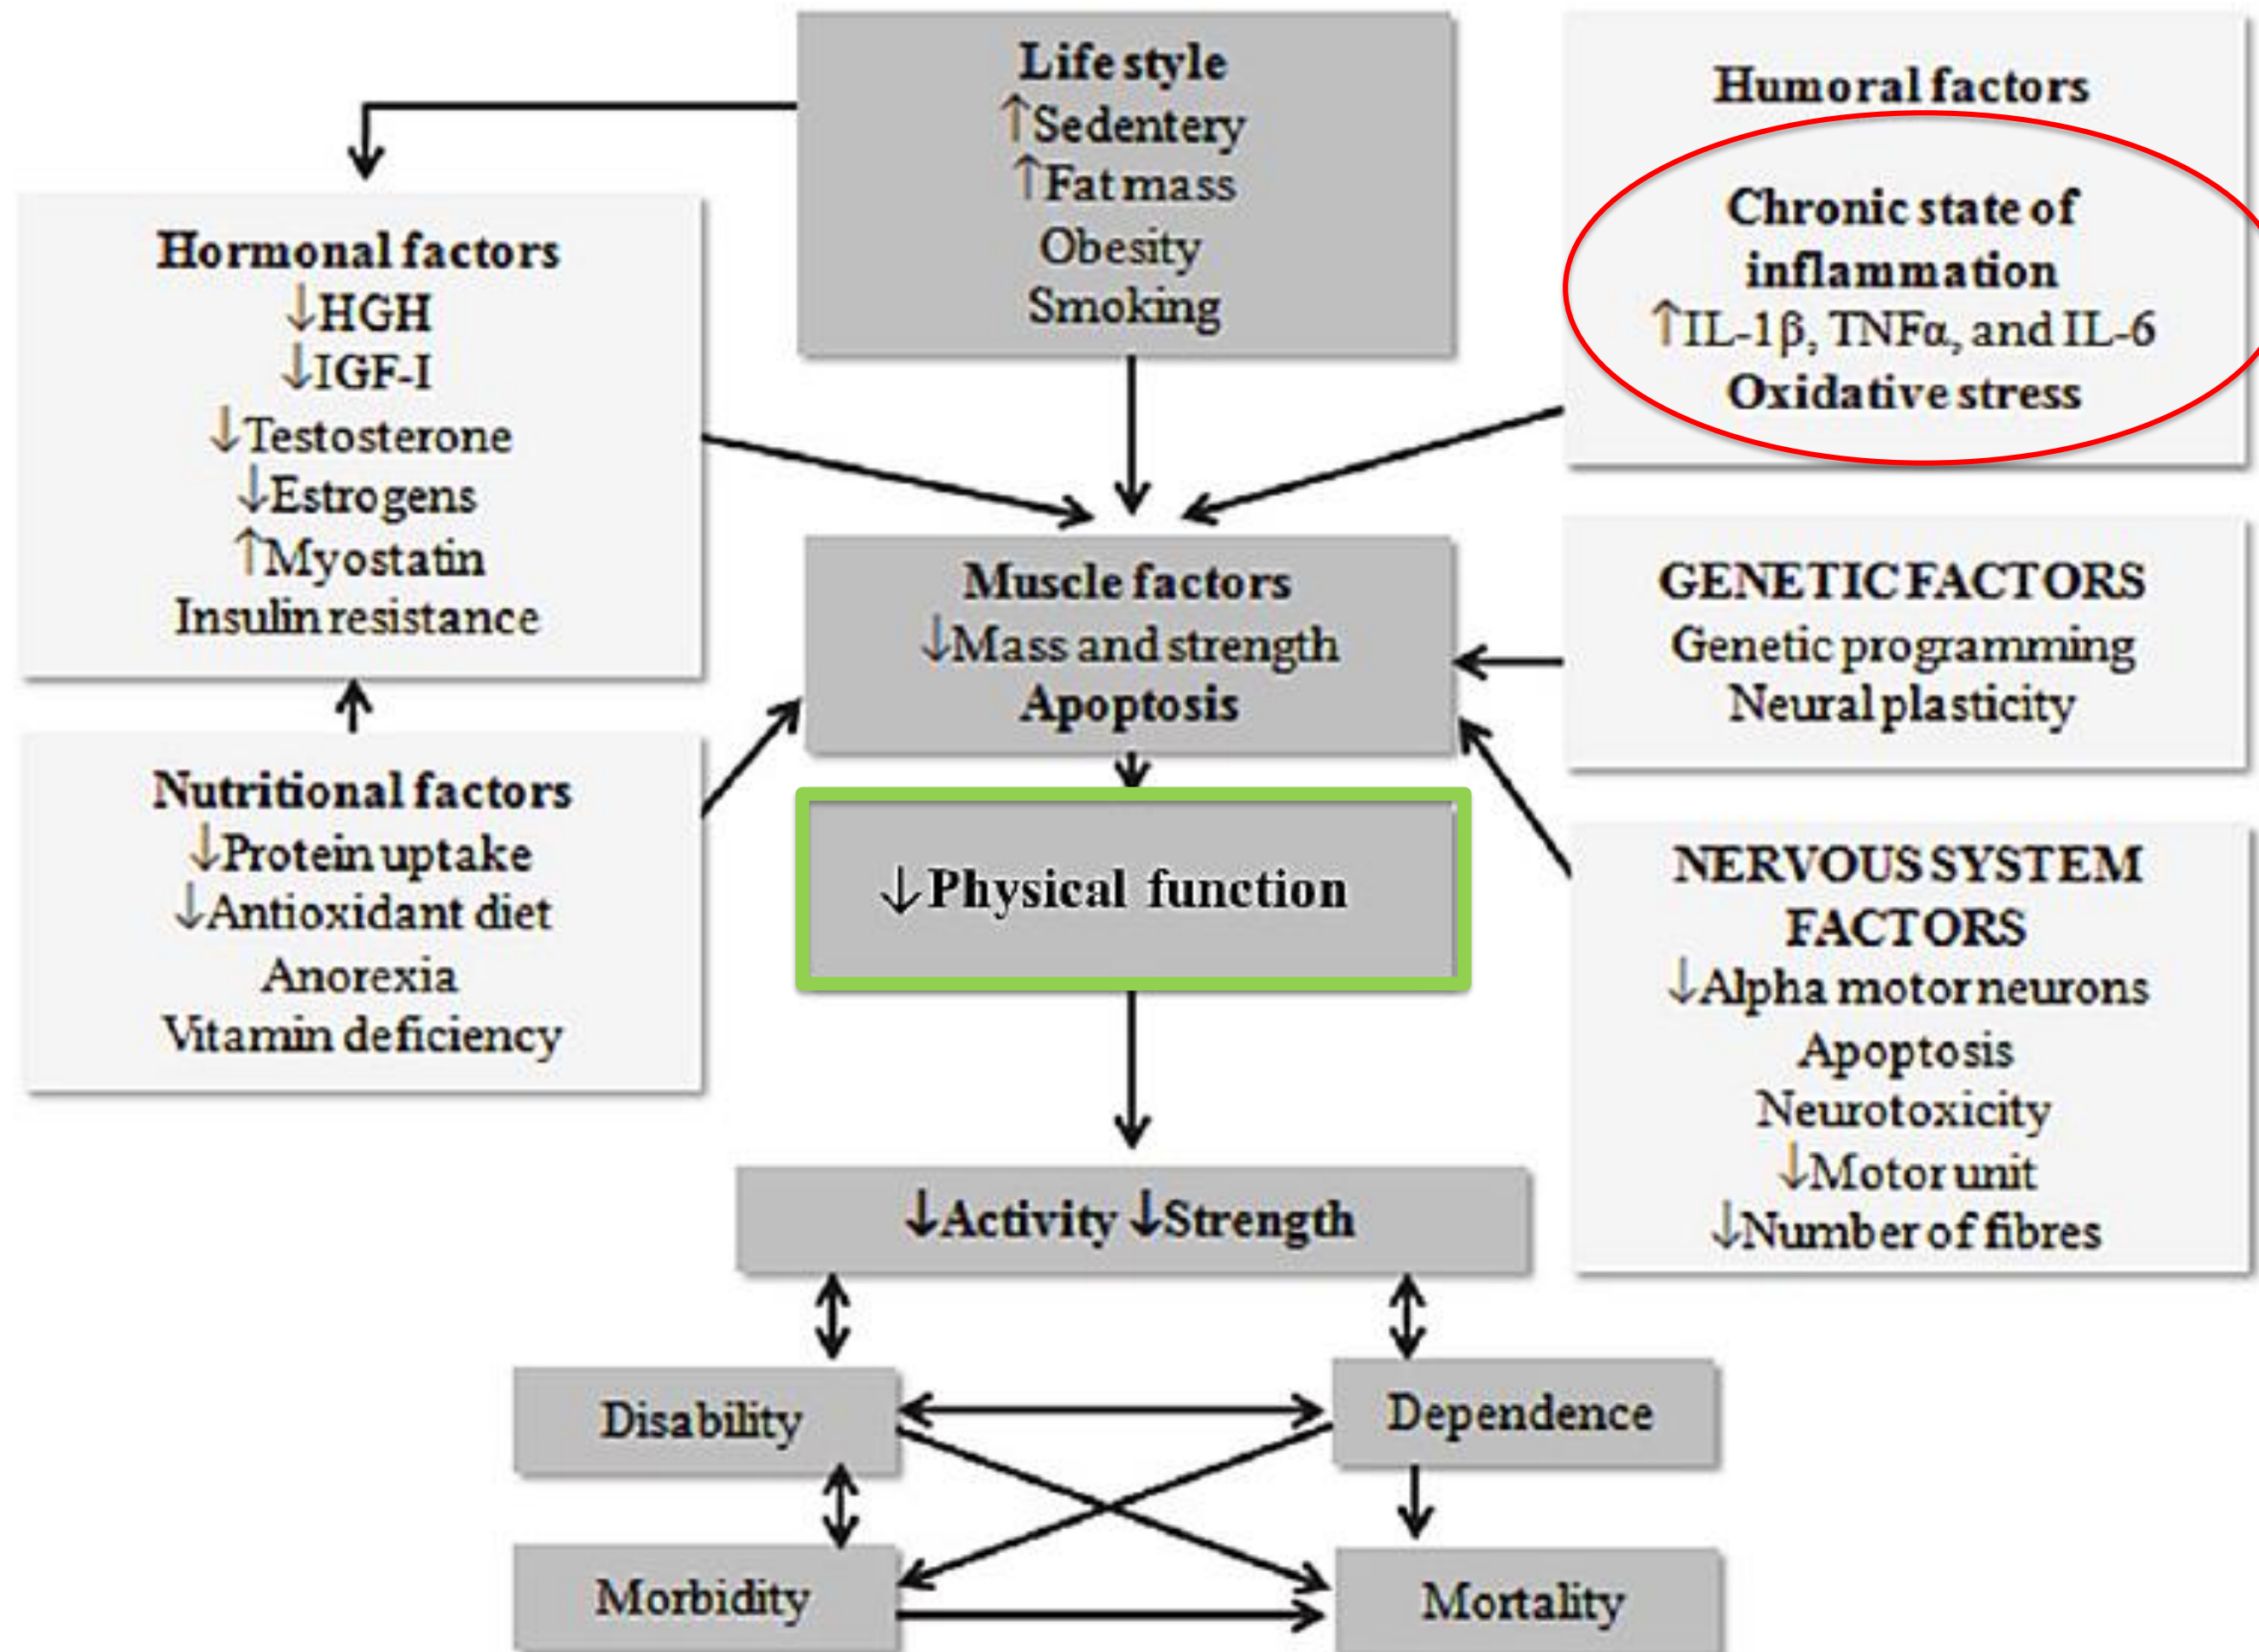 Life style
↑Sedentery
↑Fat mass
Obesity
Smoking
Humoral factors
Chronic state of
inflammation
↑IL-1β, TNFα, and IL-6
Oxidative stress
Hormonal factors
↓HGH
↓IGF-I
↓Testosterone
↓Estrogens
↑Myostatin
Insulin resistance
Muscle factors
↓Mass and strength
Apoptosis
GENETIC FACTORS
Genetic programming
Neural plasticity
Nutritional factors
↓Protein uptake
↓Antioxidant diet
Anorexia
Vitamin deficiency
↓Physical function
NERVOUS SYSTEM
FACTORS
↓Alpha motor neurons
Apoptosis
Neurotoxicity
↓Motor unit
↓Number of fibres
↓Activity ↓Strength
Disability
Dependence
Morbidity
Mortality